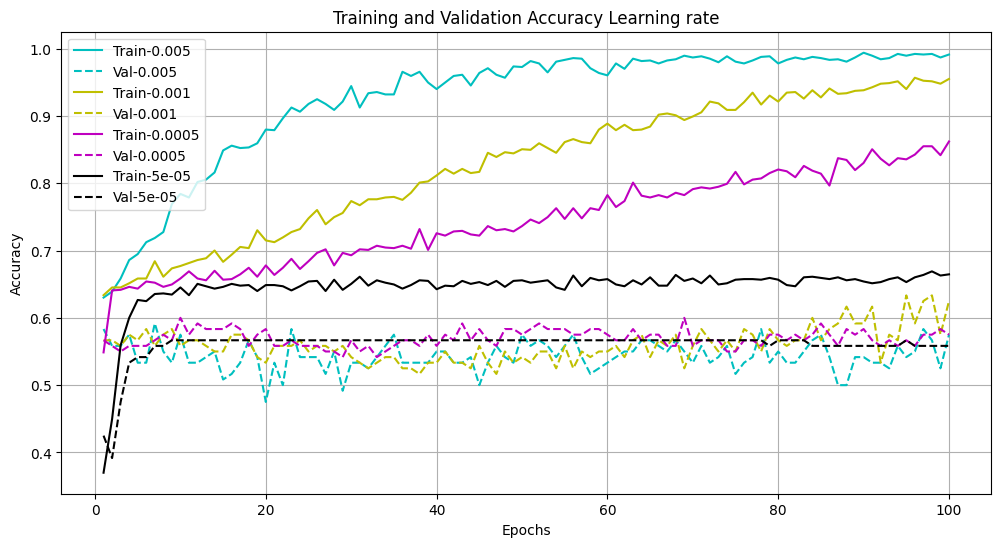 Training and Validation Accuracy Learning rate
Train-0.005
Val-0.005
Train-0.001
Val-0.001
Train-0.0005
Val-0.0005
Train-5e-05
Val-5e-05
1.0
0.9
0.8
0.7
0.6
0.5
0.4
Accuracy
0 20 40 60 80 100
Epochs